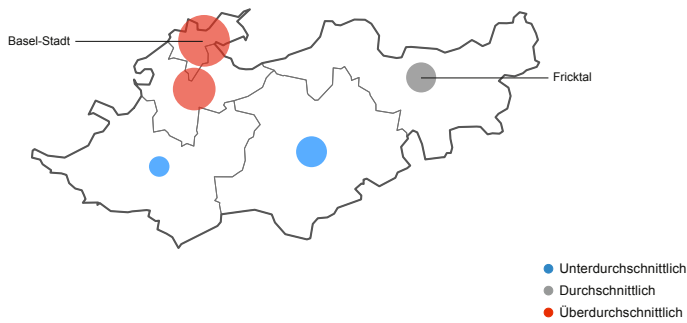 Basel-Stadt
Fricktal
Unterdurchschnittlich
Durchschnittlich
Überdurchschnittlich